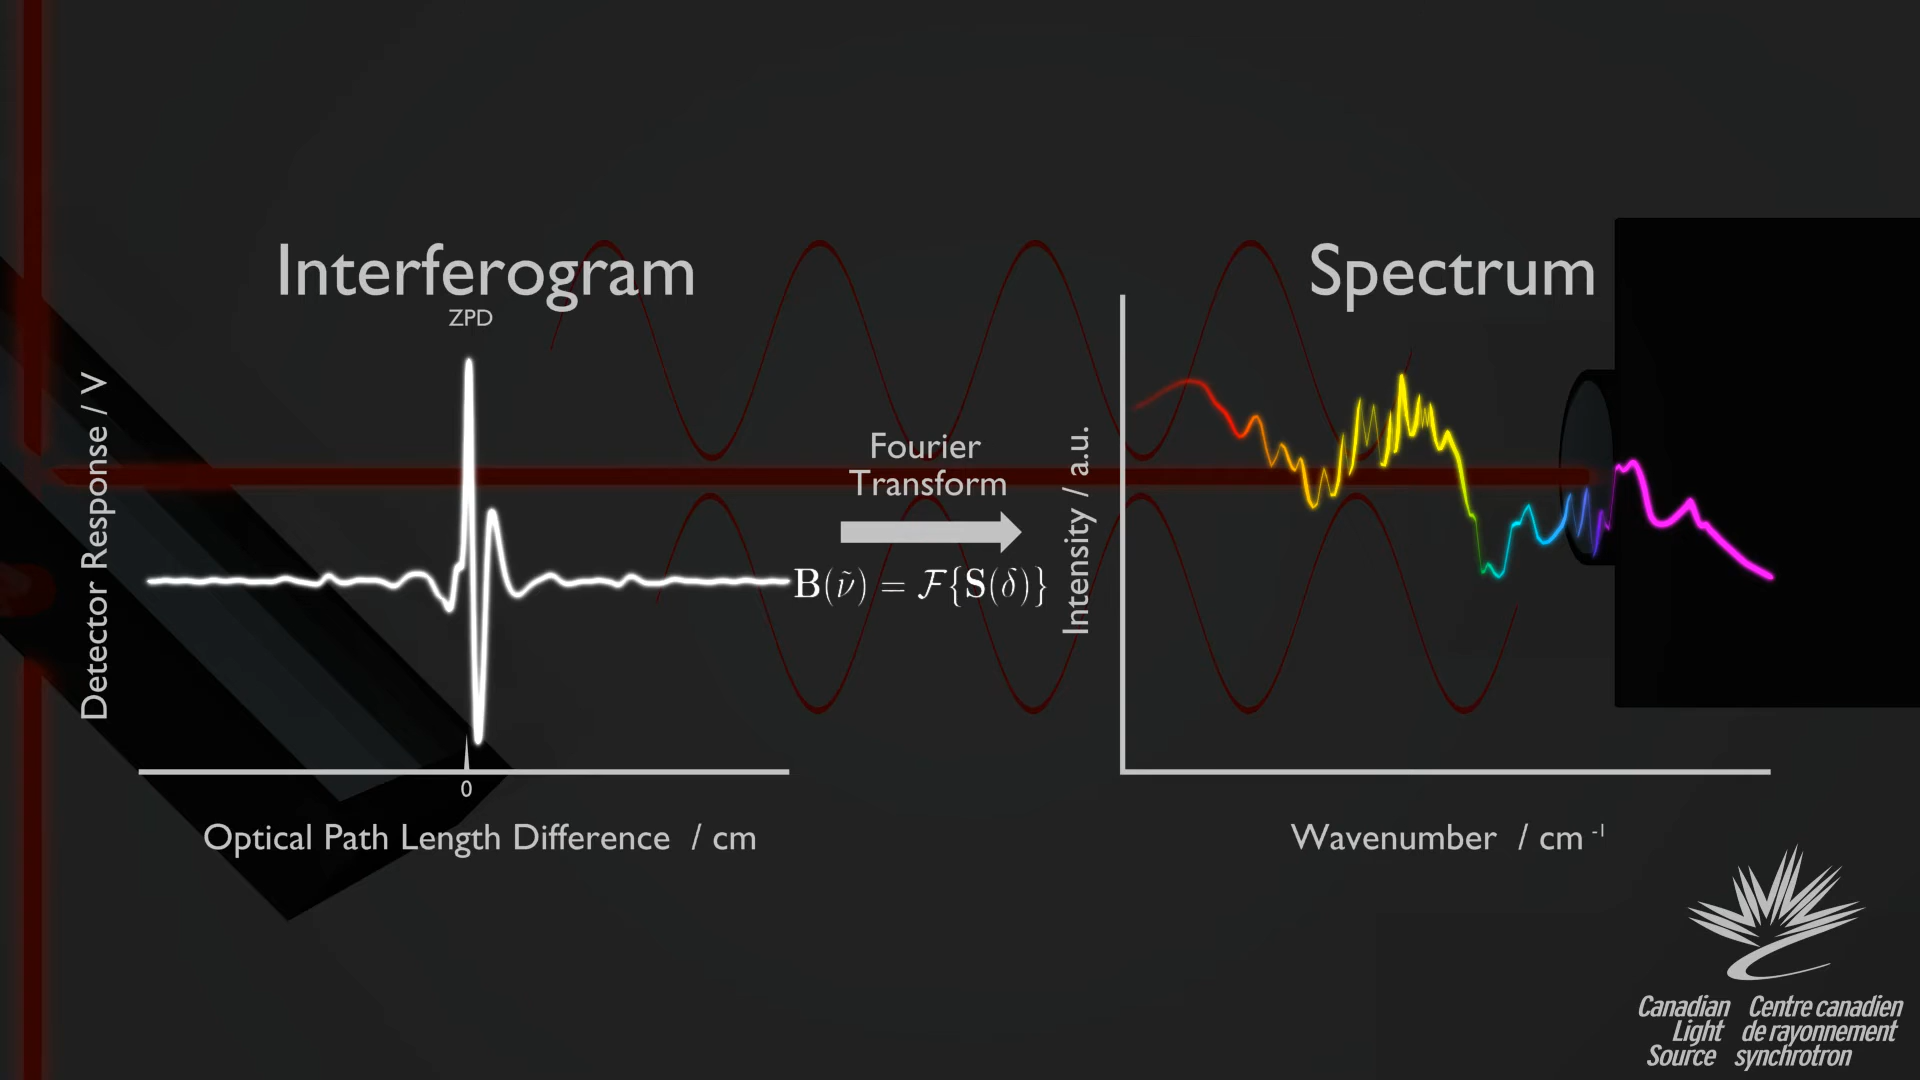 Interferogram
ZPD
Detector Response / V
0
Optical Path Length Difference / cm
Fourier
Transform
B(ν̃) = ℱ{S(δ)}
Spectrum
Intensity / a.u.
Wavenumber / cm⁻¹
Canadian Centre canadien
Light de rayonnement
Source synchrotron